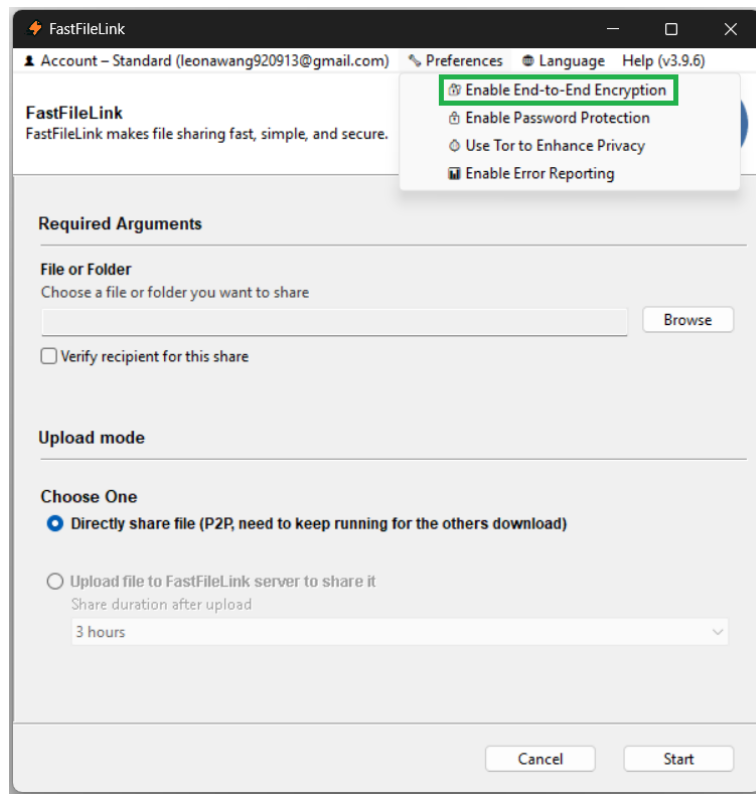 FastFileLink
Account – Standard (leonawang920913@gmail.com) Preferences Language Help (v3.9.6)
Enable End-to-End Encryption
Enable Password Protection
Use Tor to Enhance Privacy
Enable Error Reporting
FastFileLink
FastFileLink makes file sharing fast, simple, and secure.
Required Arguments
File or Folder
Choose a file or folder you want to share
Browse
Verify recipient for this share
Upload mode
Choose One
Directly share file (P2P, need to keep running for the others download)
Upload file to FastFileLink server to share it
Share duration after upload
3 hours
Cancel Start